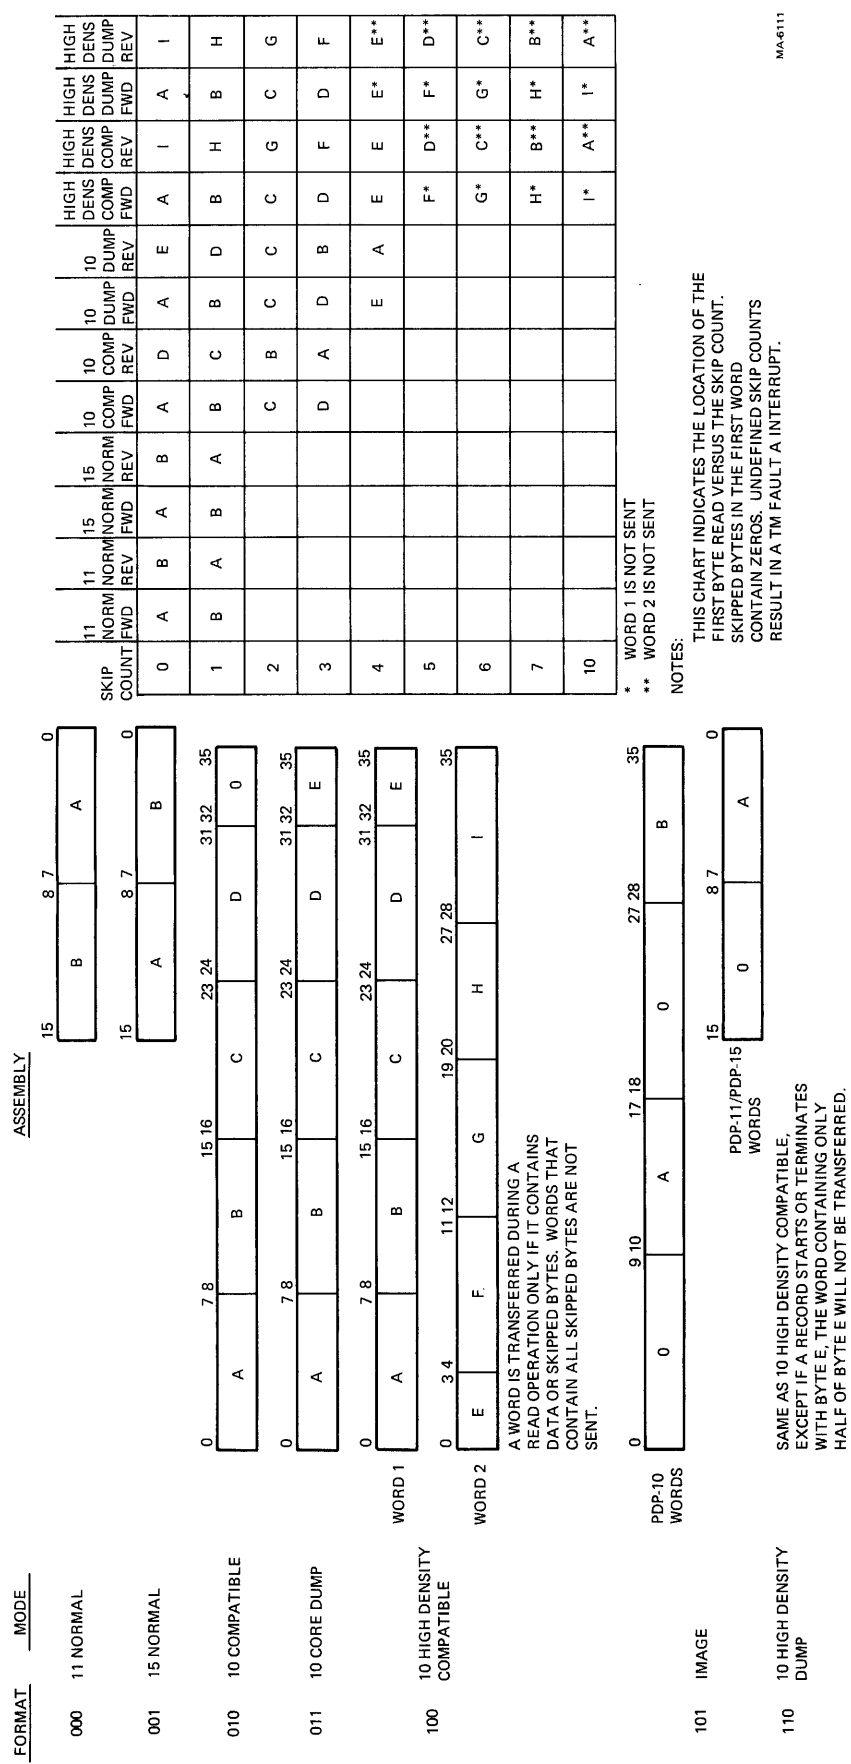 FORMAT MODE ASSEMBLY
000 11 NORMAL
15 8 7 0
B A
001 15 NORMAL
15 8 7 0
A B
010 10 COMPATIBLE
0 7 8 15 16 23 24 31 32 35
A B C D 0
011 10 CORE DUMP
0 7 8 15 16 23 24 31 32 35
A B C D E
100 10 HIGH DENSITY
COMPATIBLE
WORD 1
0 7 8 15 16 23 24 31 32 35
A B C D E
WORD 2
0 3 4 11 12 19 20 27 28 35
E F G H I
A WORD IS TRANSFERRED DURING A
READ OPERATION ONLY IF IT CONTAINS
DATA OR SKIPPED BYTES. WORDS THAT
CONTAIN ALL SKIPPED BYTES ARE NOT
SENT.
101 IMAGE
PDP-10
WORDS
0 9 10 17 18 27 28 35
0 A 0 B
PDP-11/PDP-15
WORDS
15 8 7 0
0 A
110 10 HIGH DENSITY
DUMP
SAME AS 10 HIGH DENSITY COMPATIBLE,
EXCEPT IF A RECORD STARTS OR TERMINATES
WITH BYTE E, THE WORD CONTAINING ONLY
HALF OF BYTE E WILL NOT BE TRANSFERRED.
SKIP COUNT
11 NORM FWD
11 NORM REV
15 NORM FWD
15 NORM REV
10 COMP FWD
10 COMP REV
10 DUMP FWD
10 DUMP REV
HIGH DENS COMP FWD
HIGH DENS COMP REV
HIGH DENS DUMP FWD
HIGH DENS DUMP REV
0 A B A B A D A E A I A I
1 B A B A B C B D B H B H
2 C B C C C G C G
3 D A D B D F D F
4 E A E E E* E**
5 F* D** F* D**
6 G* C** G* C**
7 H* B** H* B**
10 I* A** I* A**
* WORD 1 IS NOT SENT
** WORD 2 IS NOT SENT
NOTES:
THIS CHART INDICATES THE LOCATION OF THE
FIRST BYTE READ VERSUS THE SKIP COUNT.
SKIPPED BYTES IN THE FIRST WORD
CONTAIN ZEROS. UNDEFINED SKIP COUNTS
RESULT IN A TM FAULT A INTERRUPT.
MA-6111